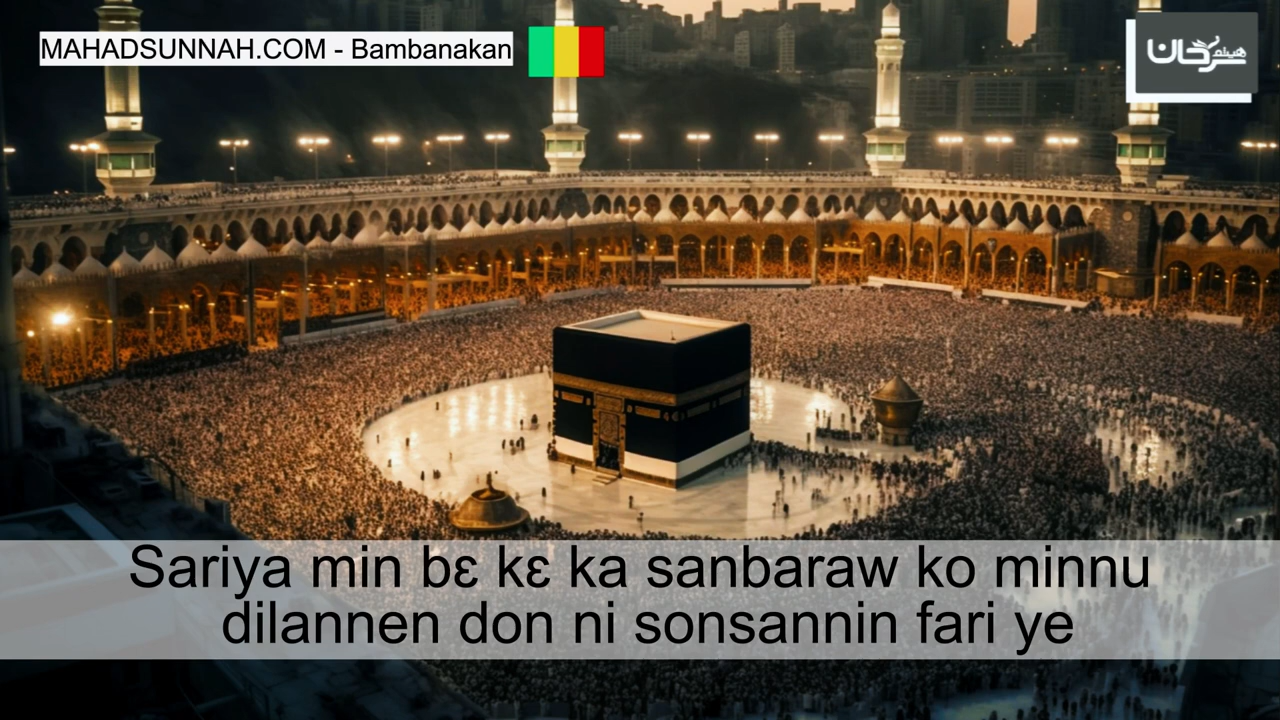 MAHADSUNNAH.COM - Bambanakan
Sariya min bɛ kɛ ka sanbaraw ko minnu
dilannen don ni sonsannin fari ye